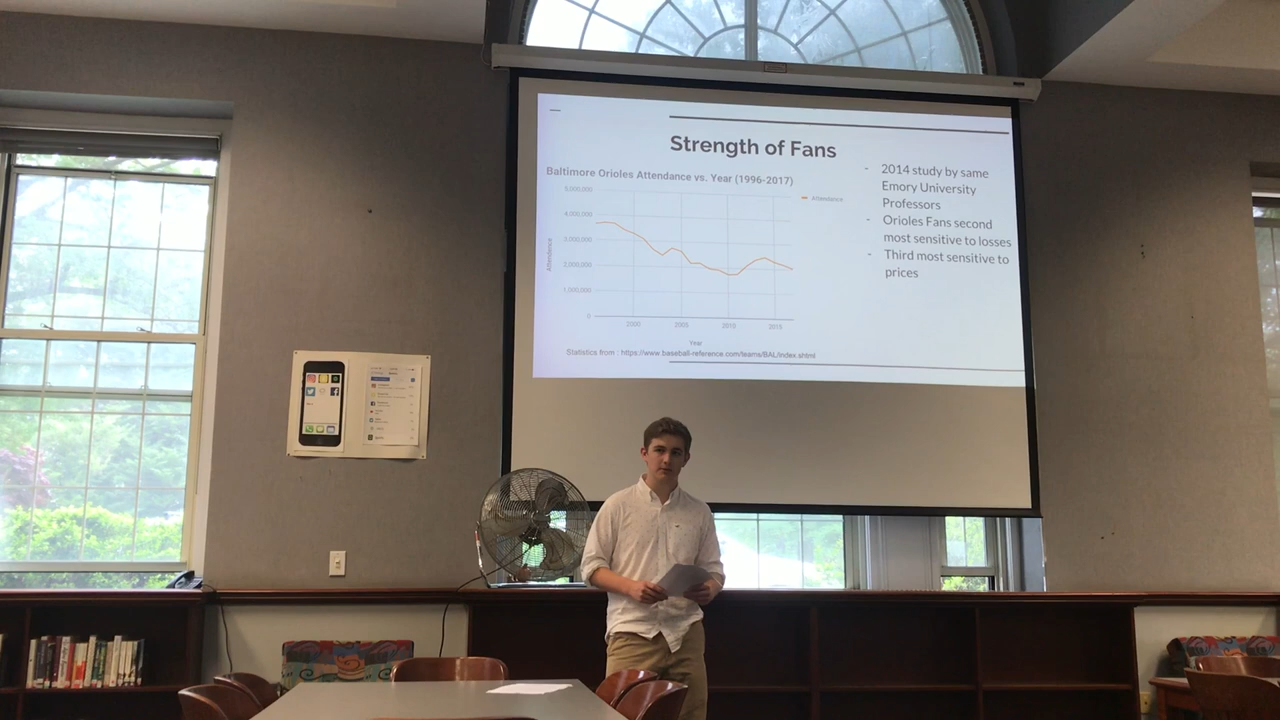 Strength of Fans
Baltimore Orioles Attendance vs. Year (1996-2017)
5,000,000
4,000,000
3,000,000
2,000,000
1,000,000
0
Attendance
2000
2005
2010
2015
Year
Attendance
Statistics from : https://www.baseball-reference.com/teams/BAL/index.shtml
- 2014 study by same
Emory University
Professors
- Orioles Fans second
most sensitive to losses
- Third most sensitive to
prices